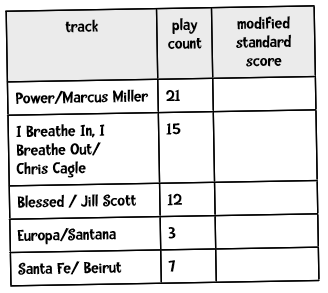 track play count modified standard score
Power/Marcus Miller 21
I Breathe In, I Breathe Out/ Chris Cagle 15
Blessed / Jill Scott 12
Europa/Santana 3
Santa Fe/ Beirut 7